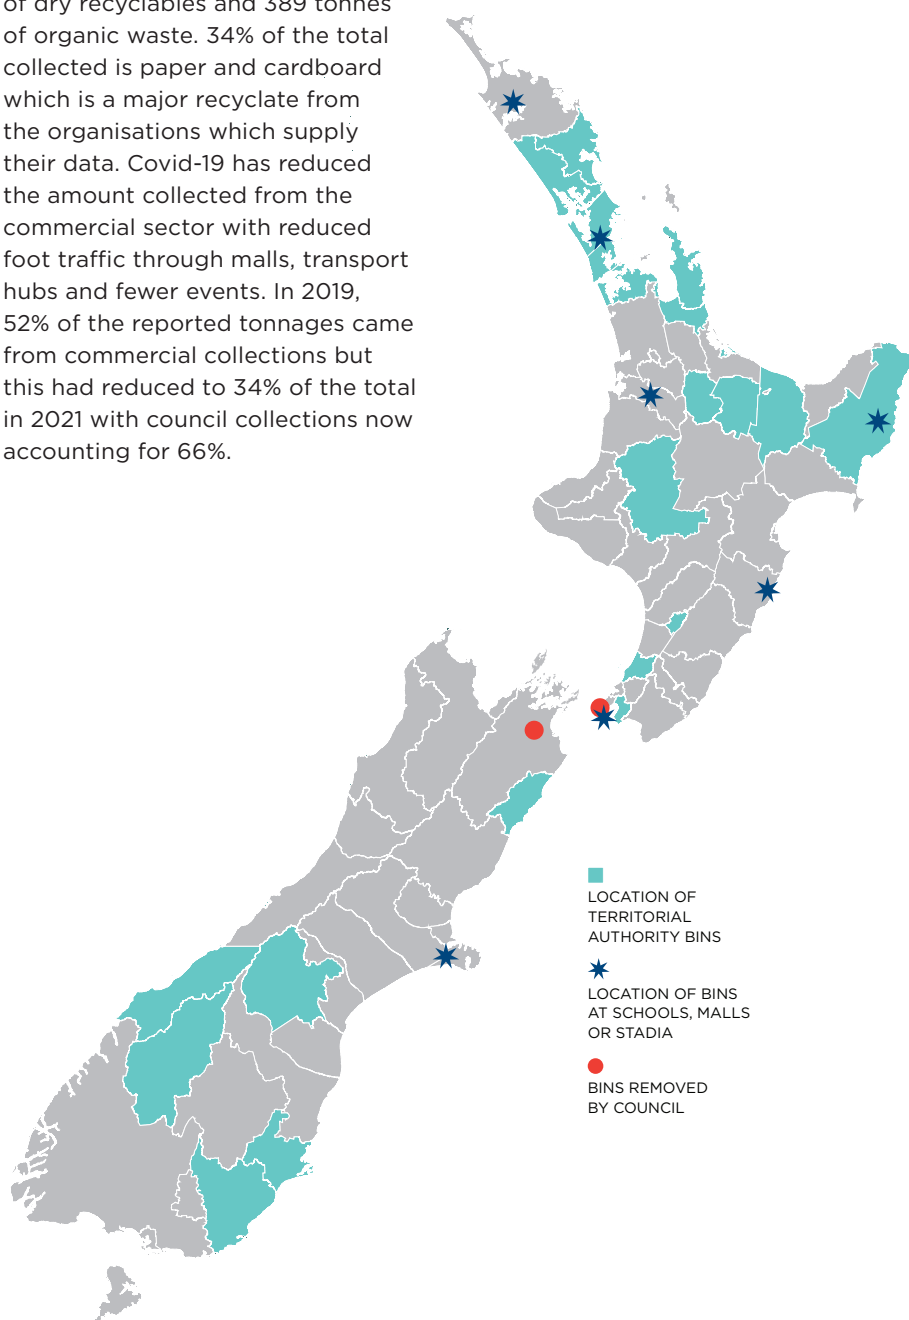 of dry recyclables and 389 tonnes
of organic waste. 34% of the total
collected is paper and cardboard
which is a major recyclate from
the organisations which supply
their data. Covid-19 has reduced
the amount collected from the
commercial sector with reduced
foot traffic through malls, transport
hubs and fewer events. In 2019,
52% of the reported tonnages came
from commercial collections but
this had reduced to 34% of the total
in 2021 with council collections now
accounting for 66%.
LOCATION OF
TERRITORIAL
AUTHORITY BINS
LOCATION OF BINS
AT SCHOOLS, MALLS
OR STADIA
BINS REMOVED
BY COUNCIL